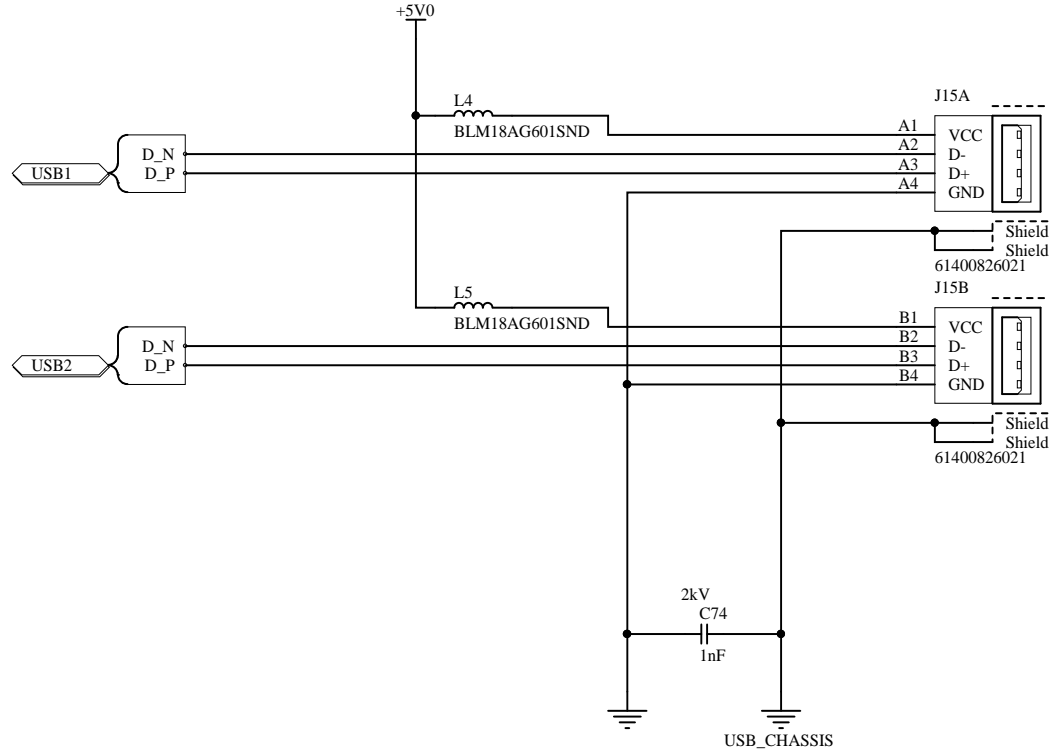 +5V0
L4
BLM18AG601SND
J15A
A1
VCC
D_N
A2
D-
USB1
D_P
A3
D+
A4
GND
Shield
Shield
61400826021
L5
BLM18AG601SND
J15B
B1
VCC
D_N
B2
D-
USB2
D_P
B3
D+
B4
GND
Shield
Shield
61400826021
2kV
C74
1nF
USB_CHASSIS